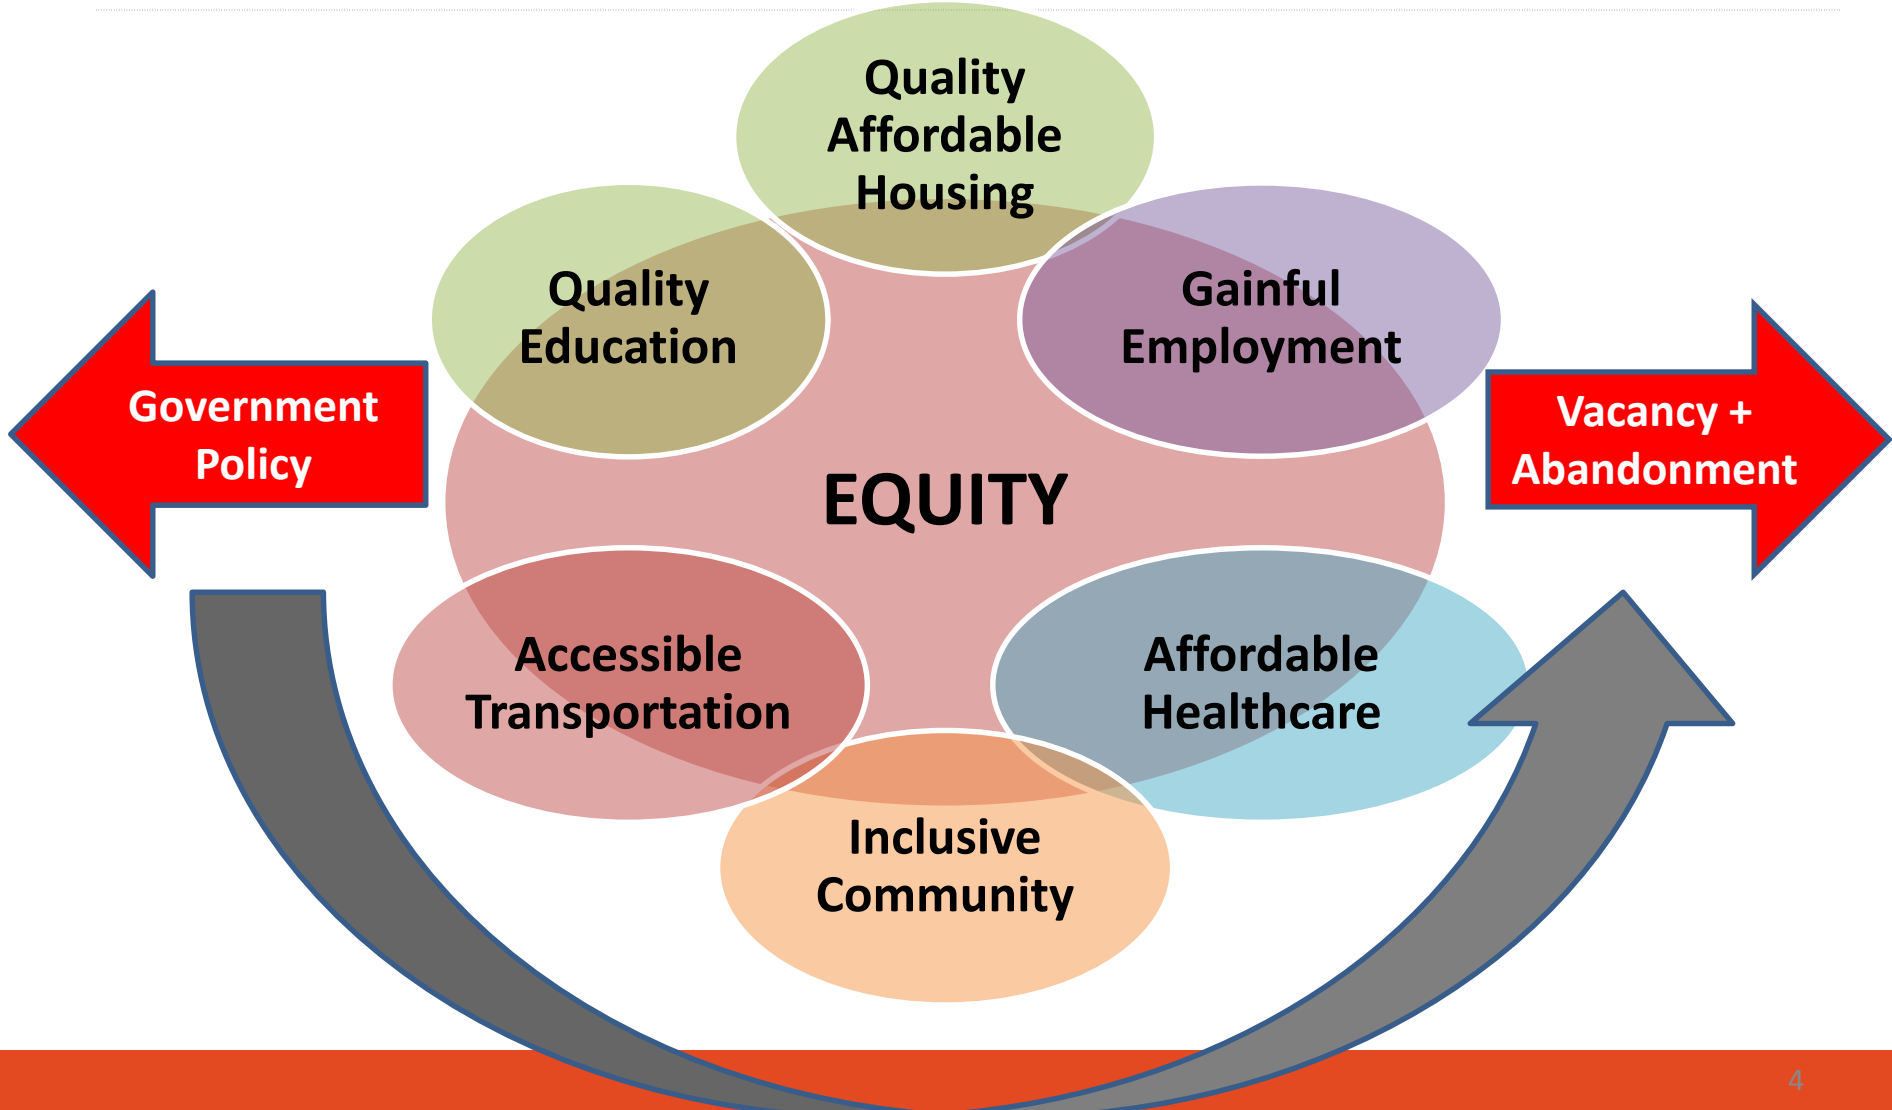 Quality
Affordable
Housing
Quality
Education
Gainful
Employment
Government
Policy
Vacancy +
Abandonment
EQUITY
Accessible
Transportation
Affordable
Healthcare
Inclusive
Community
4